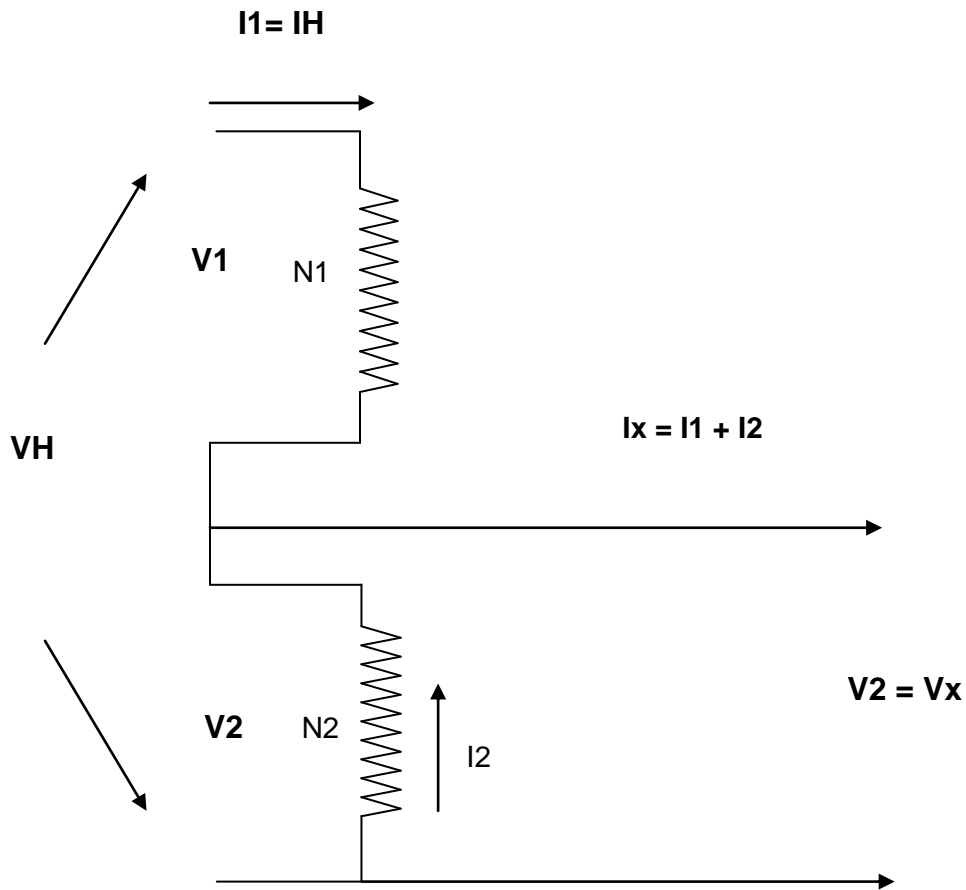 I1= IH
V1
N1
Ix = I1 + I2
VH
V2 = Vx
V2
N2
I2